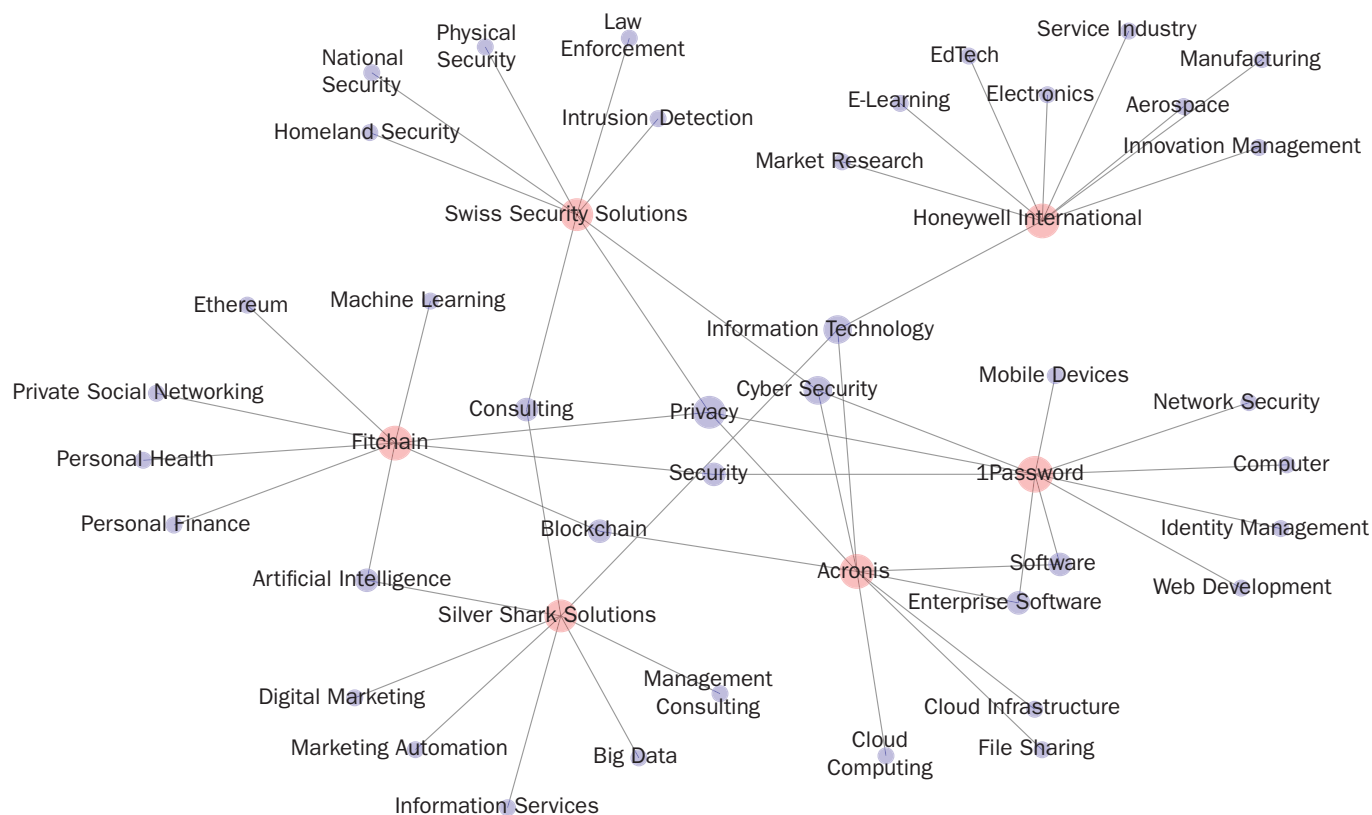 Law
Enforcement
Physical
Security
National
Security
Service Industry
EdTech
Manufacturing
E-Learning
Electronics
Aerospace
Intrusion Detection
Homeland Security
Innovation Management
Market Research
Swiss Security Solutions
Honeywell International
Ethereum
Machine Learning
Information Technology
Mobile Devices
Cyber Security
Private Social Networking
Consulting
Privacy
Network Security
Fitchain
Personal Health
Security
1Password
Computer
Personal Finance
Blockchain
Identity Management
Artificial Intelligence
Acronis
Software
Web Development
Enterprise Software
Silver Shark Solutions
Management
Consulting
Digital Marketing
Cloud Infrastructure
Marketing Automation
Big Data
Cloud
Computing
File Sharing
Information Services